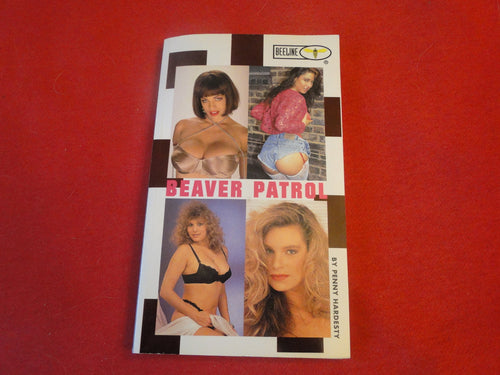 BEELINE
®
BEAVER PATROL
BY PENNY HARDESTY